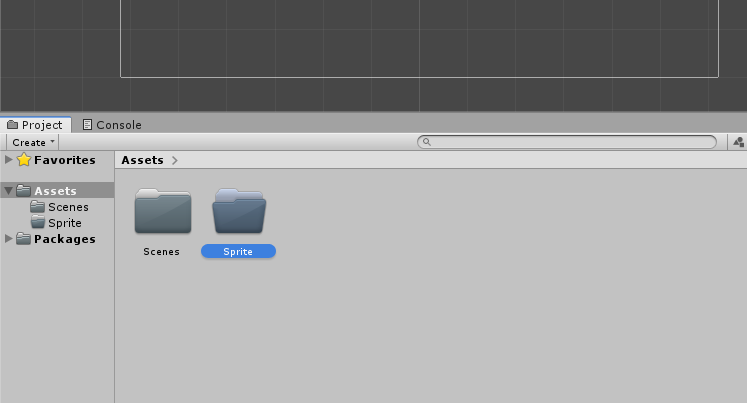 Project
Console
Create
Favorites
Assets
Assets
Scenes
Sprite
Packages
Scenes
Sprite